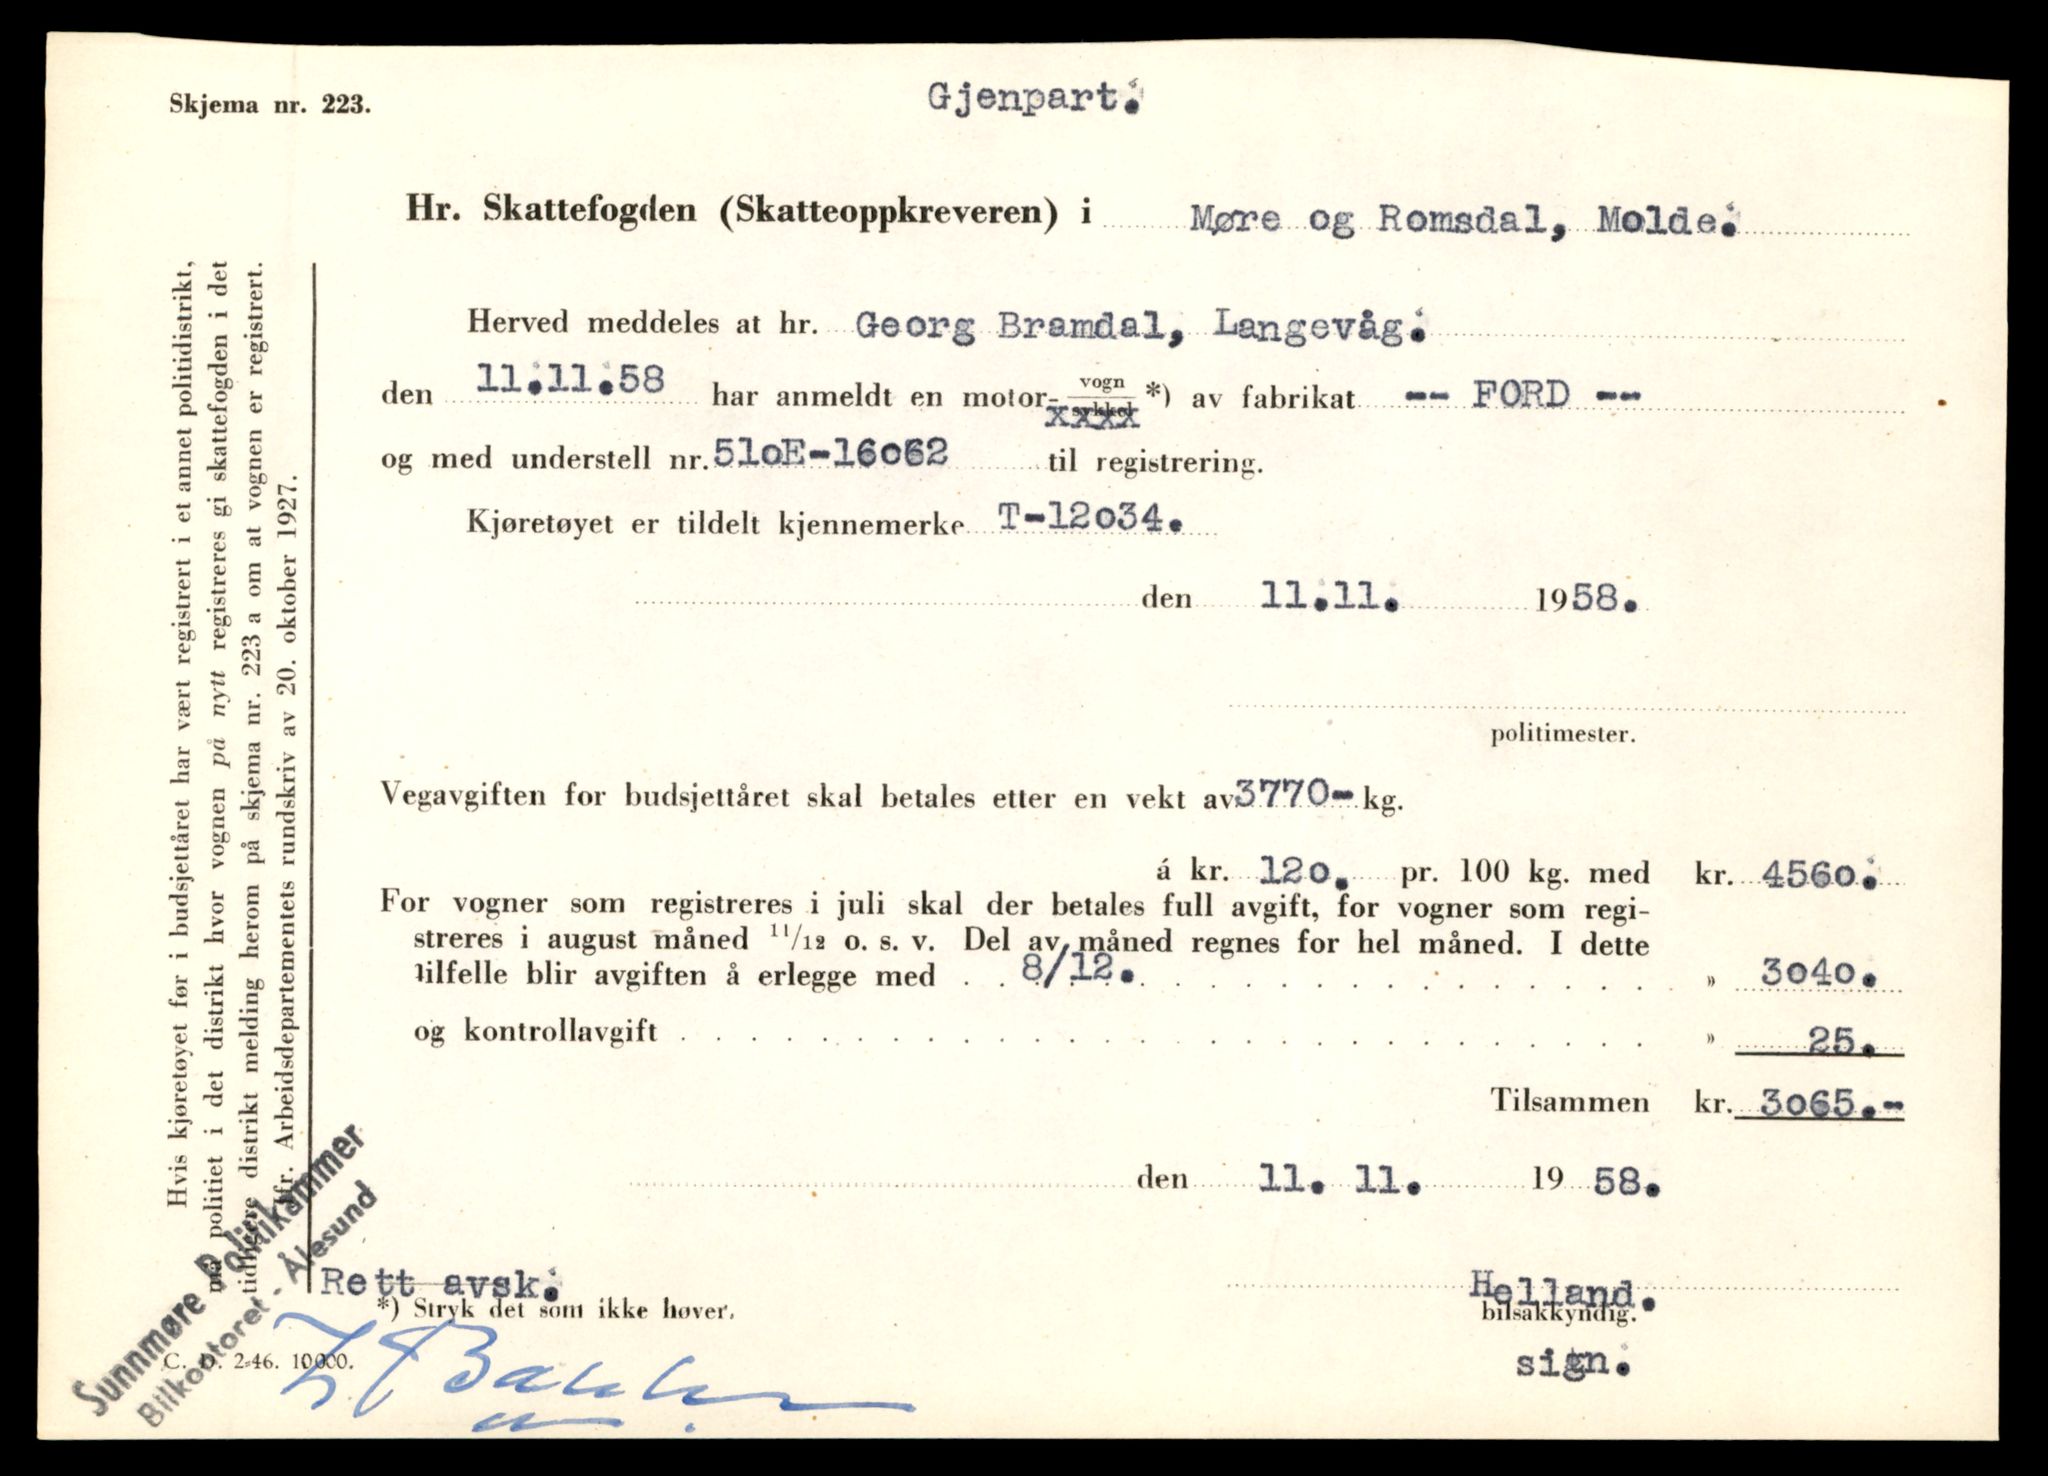 Skjema nr. 223.
Gjenpart.
Hr. Skattefogden (Skatteoppkreveren) i Møre og Romsdal, Molde.
Herved meddeles at hr. Georg Bramdal, Langevåg.
den 11.11.58 har anmeldt en motor- vogn *) av fabrikat -- FORD --
xxxx sykkel
og med understell nr. 51oE-16o62 til registrering.
Kjøretøyet er tildelt kjennemerke T-12o34.
den 11.11. 1958.
politimester.
Vegavgiften for budsjettåret skal betales etter en vekt av 3770- kg.
á kr. 12o. pr. 100 kg. med kr. 456o.
For vogner som registreres i juli skal der betales full avgift, for vogner som regi-
streres i august måned 11/12 o. s. v. Del av måned regnes for hel måned. I dette
tilfelle blir avgiften å erlegge med 8/12. » 3o4o.
og kontrollavgift » 25.
Tilsammen kr. 3o65.-
den 11. 11. 1958.
Rett avsk.
Helland.
*) Stryk det som ikke høver.
bilsakkyndig.
sign.
C. D. 2-46. 10000.
Hvis kjøretøyet før i budsjettåret har vært registrert i et annet politidistrikt,
må politiet i det distrikt hvor vognen på nytt registreres gi skattefogden i det
tidligere distrikt melding herom på skjema nr. 223 a om at vognen er registrert.
Jfr. Arbeidsdepartementets rundskriv av 20. oktober 1927.
Sunnmøre Politikammer
Bilkontoret - Ålesund